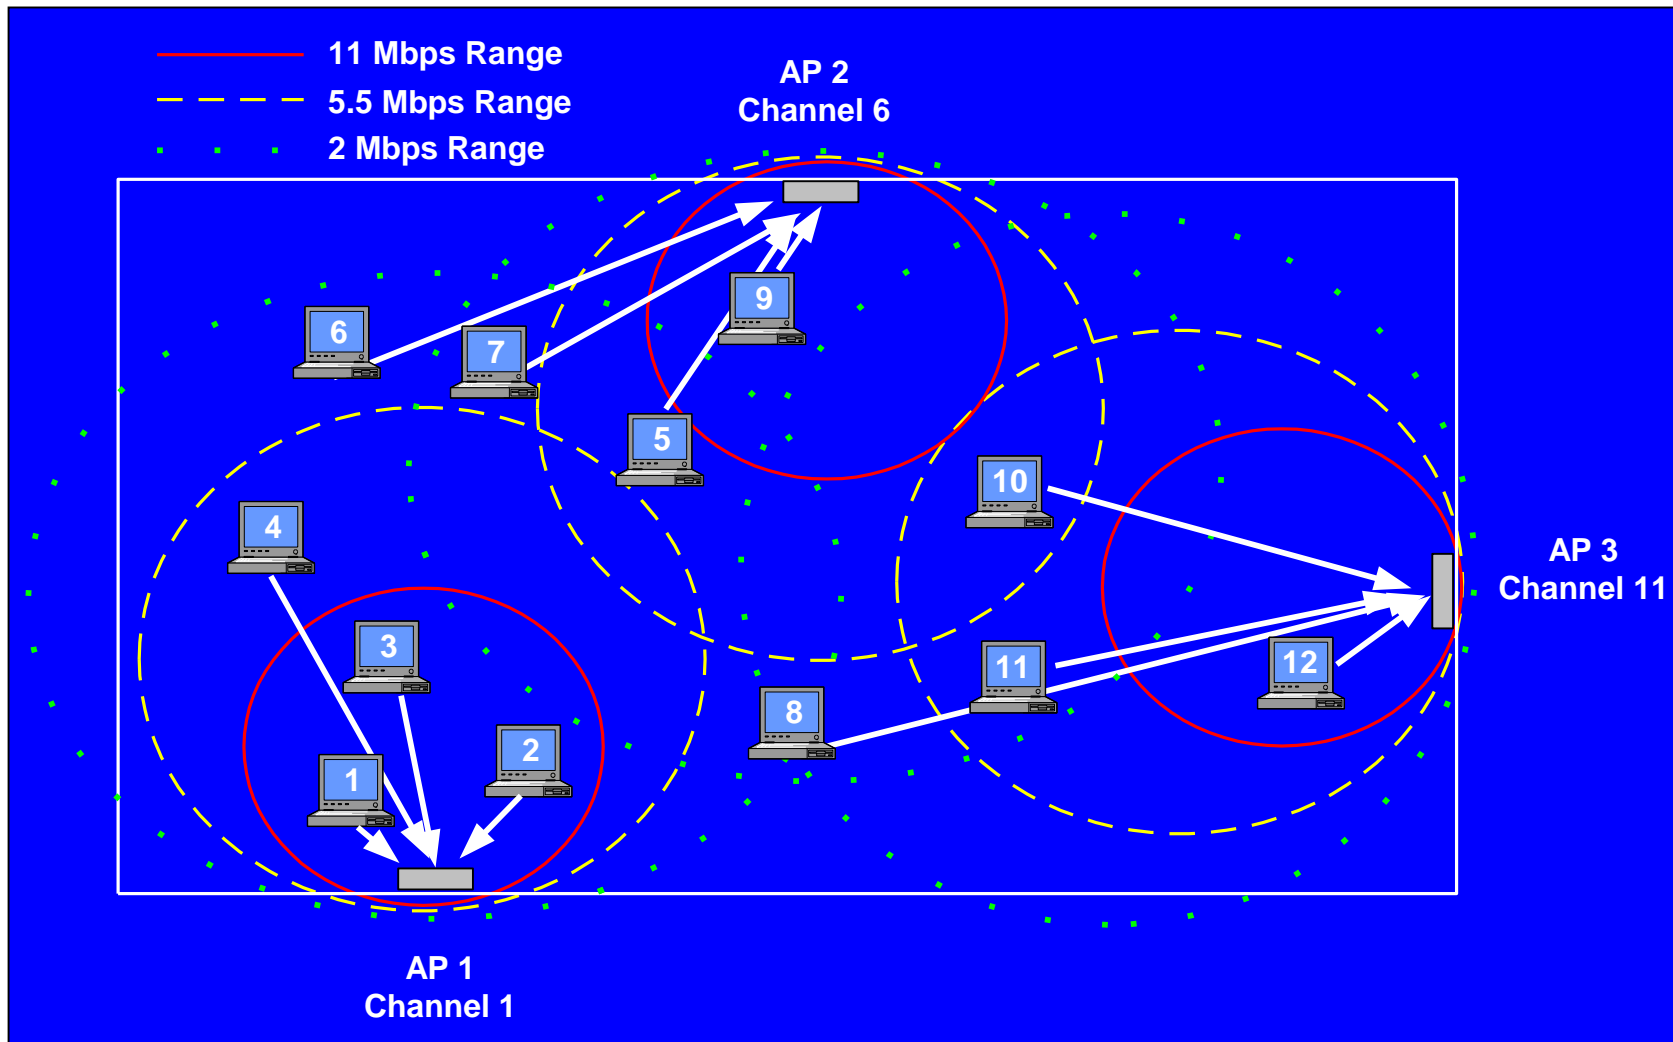 11 Mbps Range
5.5 Mbps Range
2 Mbps Range
AP 2
Channel 6
9
6
7
5
10
4
AP 3
Channel 11
3
11
12
8
2
1
AP 1
Channel 1